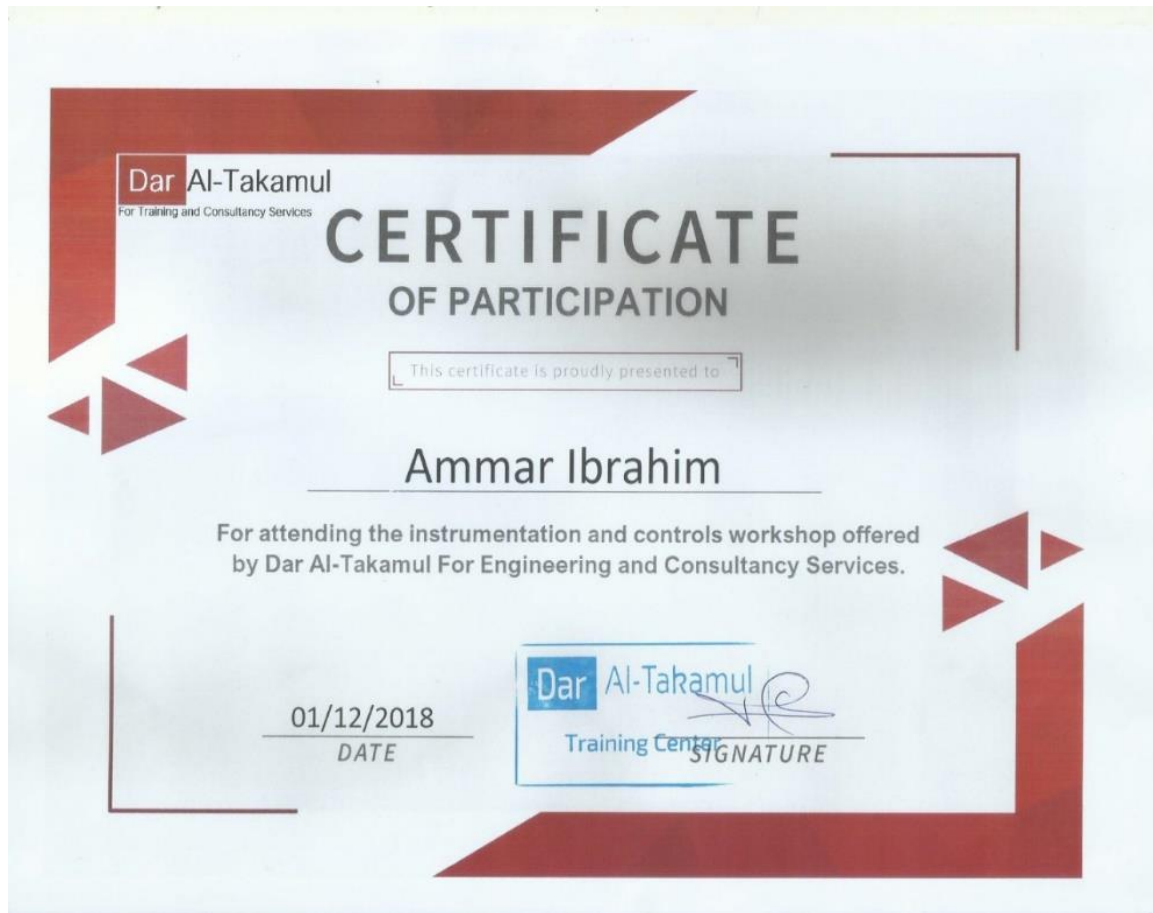 Dar Al-Takamul
For Training and Consultancy Services
CERTIFICATE
OF PARTICIPATION
This certificate is proudly presented to
Ammar Ibrahim
For attending the instrumentation and controls workshop offered
by Dar Al-Takamul For Engineering and Consultancy Services.
01/12/2018
DATE
Dar Al-Takamul
Training Center
SIGNATURE